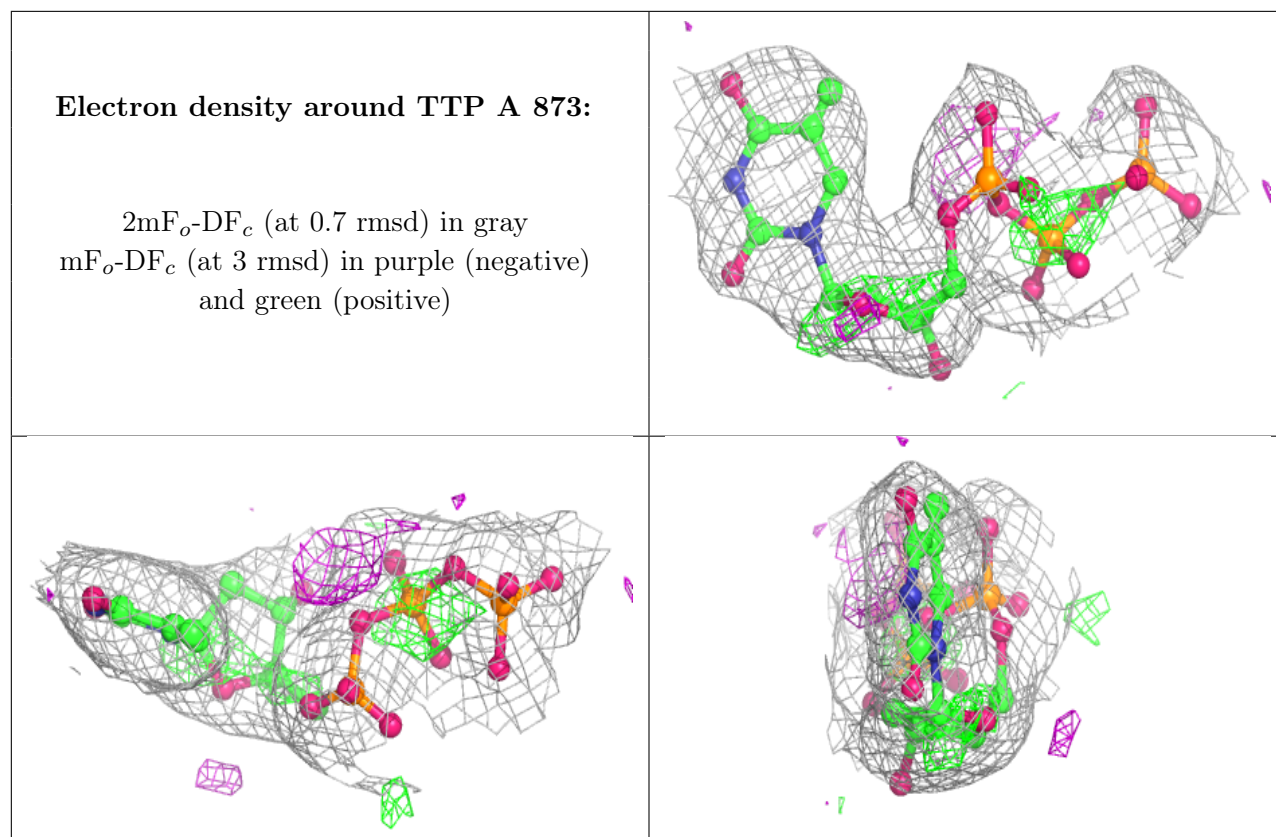 Electron density around TTP A 873:
2mFₒ-DF𝒸 (at 0.7 rmsd) in gray
mFₒ-DF𝒸 (at 3 rmsd) in purple (negative)
and green (positive)